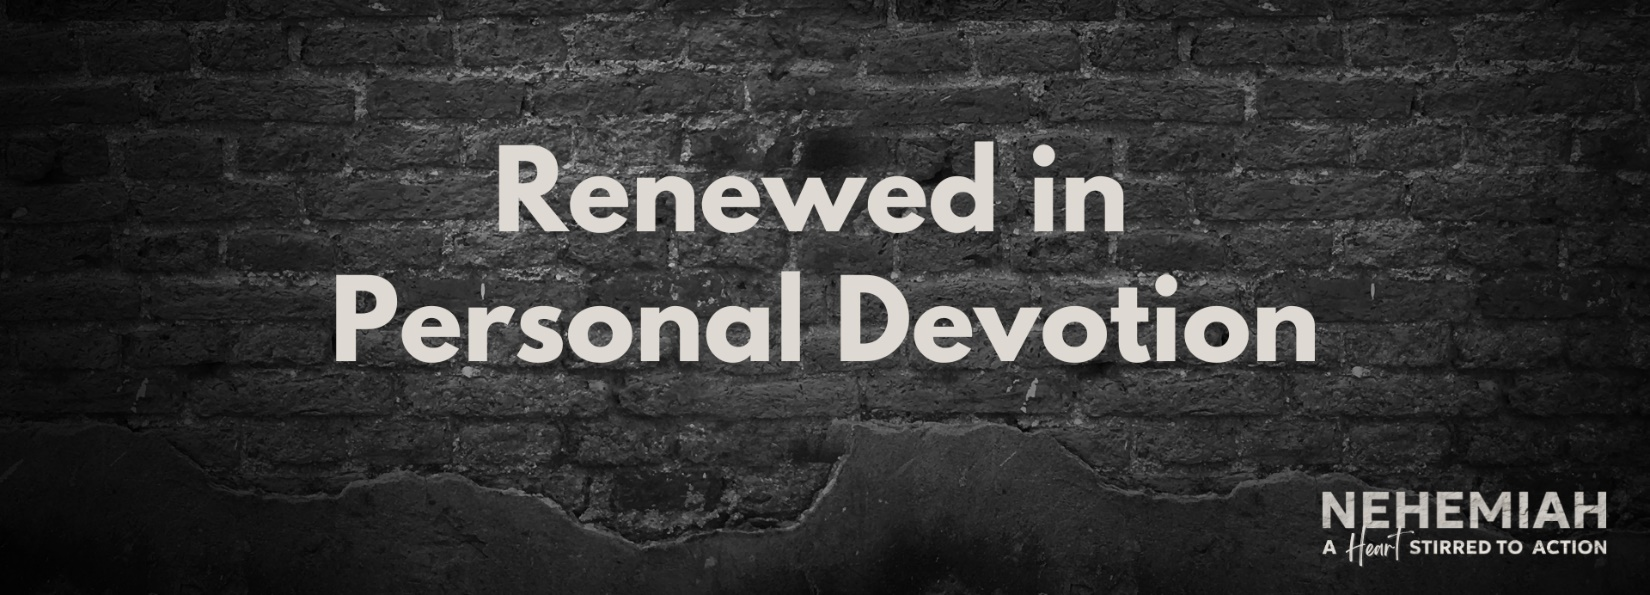 Renewed in
Personal Devotion
NEHEMIAH
A Heart STIRRED TO ACTION